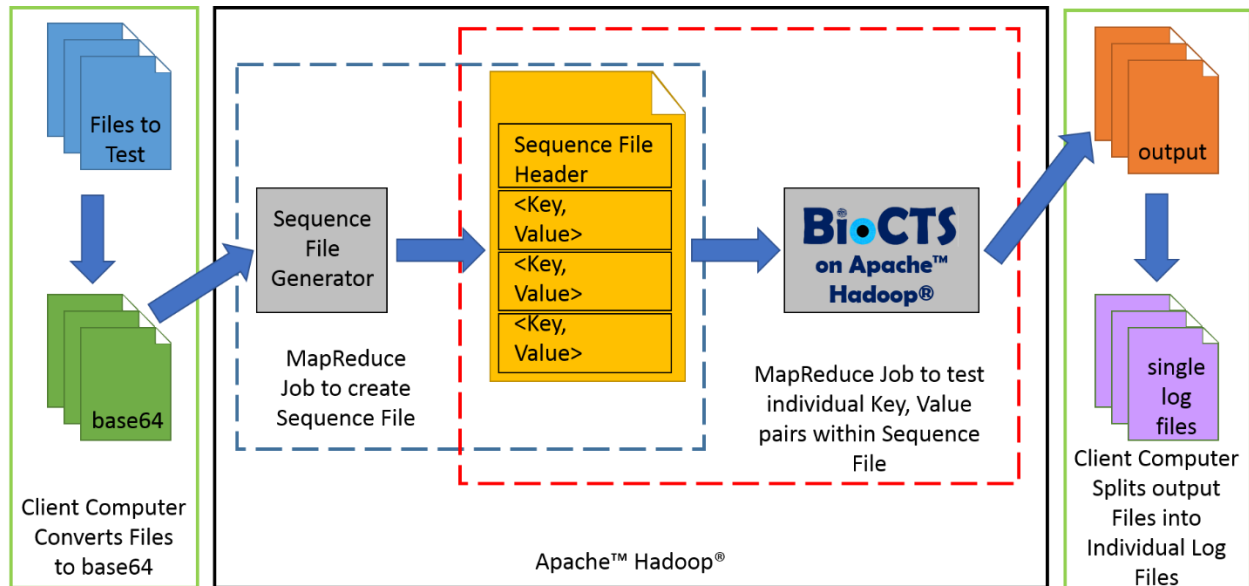 Files to
Test
base64
Client Computer
Converts Files
to base64
Sequence
File
Generator
MapReduce
Job to create
Sequence File
Sequence File
Header
<Key,
Value>
<Key,
Value>
<Key,
Value>
BioCTS
on Apache™
Hadoop®
MapReduce Job to test
individual Key, Value
pairs within Sequence
File
Apache™ Hadoop®
output
single
log
files
Client Computer
Splits output
Files into
Individual Log
Files